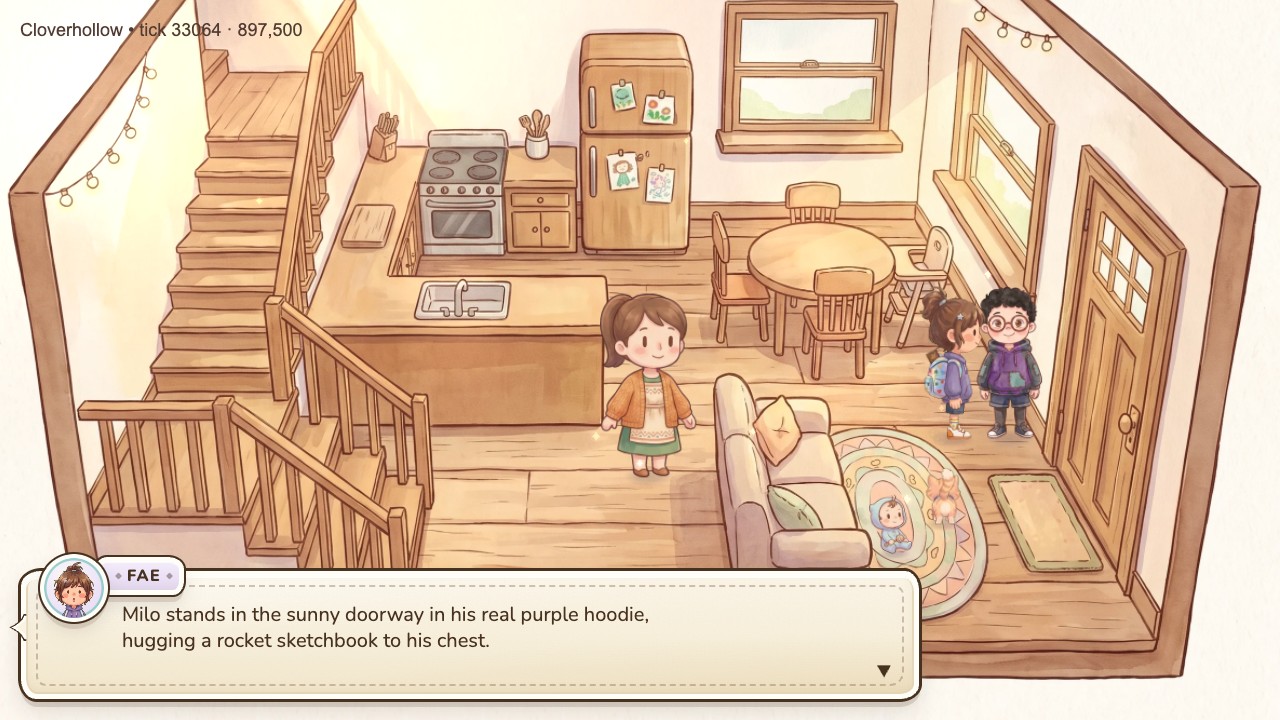 Cloverhollow • tick 33064 · 897,500
FAE
Milo stands in the sunny doorway in his real purple hoodie,
hugging a rocket sketchbook to his chest.